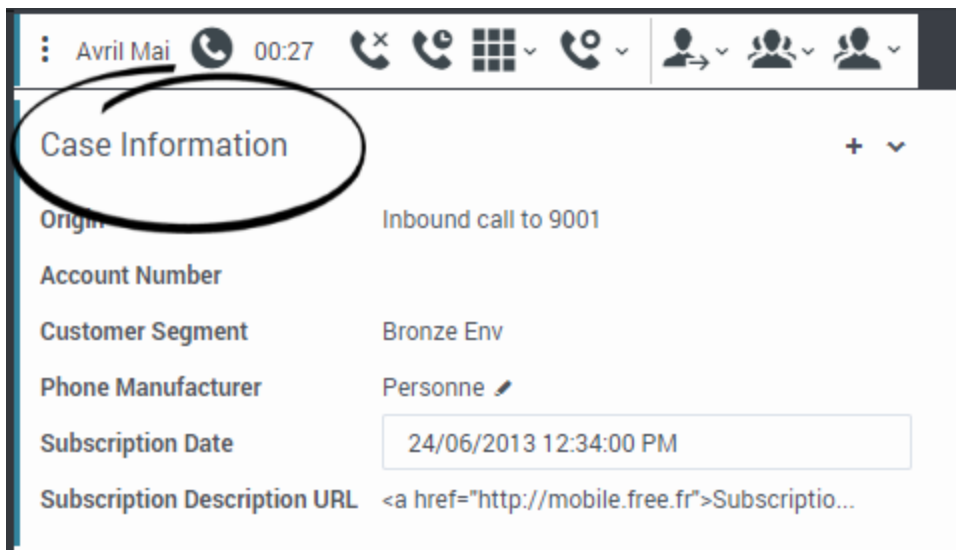 Avril Mai 00:27
Case Information
Origin Inbound call to 9001
Account Number
Customer Segment Bronze Env
Phone Manufacturer Personne
Subscription Date 24/06/2013 12:34:00 PM
Subscription Description URL <a href="http://mobile.free.fr">Subscriptio...